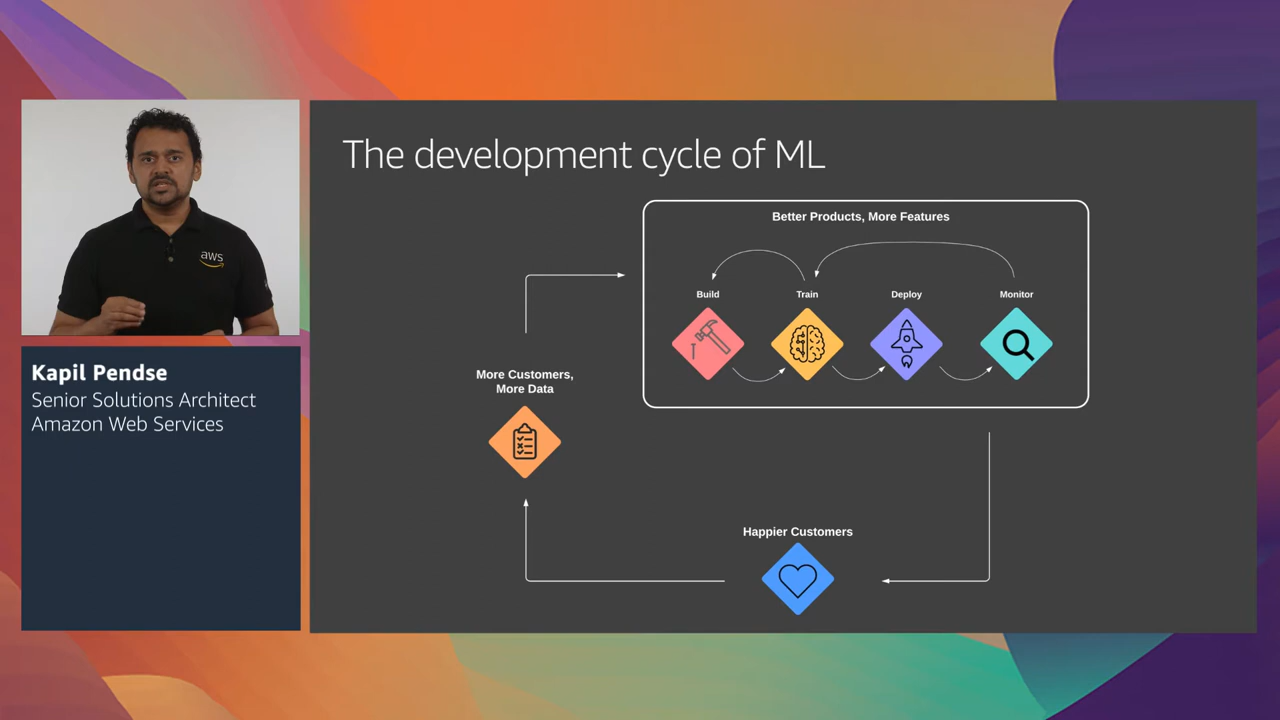 aws
Kapil Pendse
Senior Solutions Architect
Amazon Web Services
The development cycle of ML
Better Products, More Features
Build
Train
Deploy
Monitor
More Customers,
More Data
Happier Customers